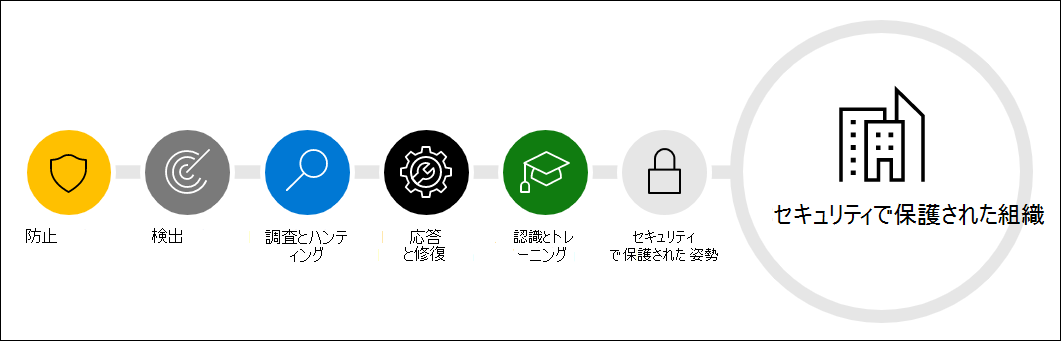 防止
検出
調査とハンテ
ィング
応答
と修復
認識とトレ
ーニング
セキュリティ
で保護された 姿勢
セキュリティで保護された組織